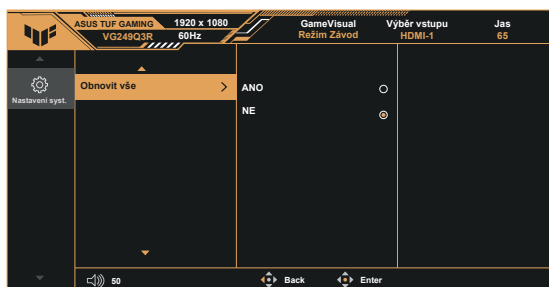 ASUS TUF GAMING 1920 x 1080 GameVisual Výběr vstupu Jas
VG249Q3R 60Hz Režim Závod HDMI-1 65
Nastavení syst.
Obnovit vše
ANO
NE
50 Back Enter